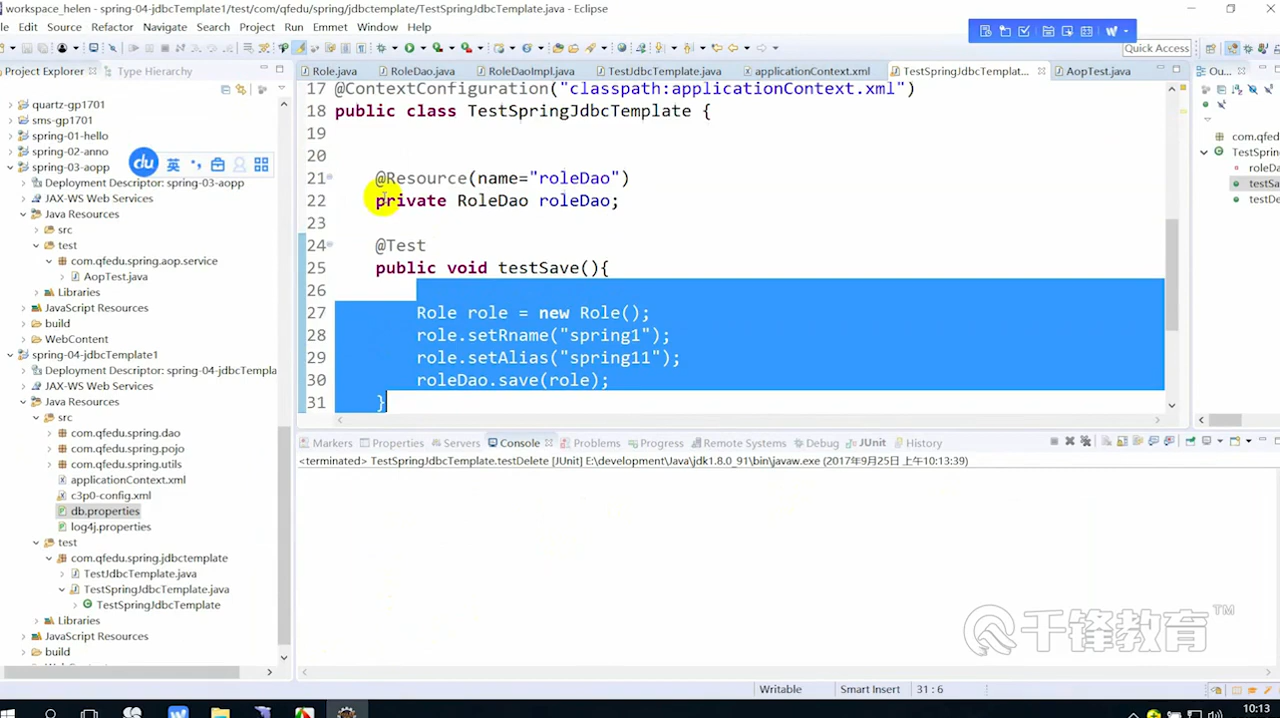 workspace_helen - spring-04-jdbcTemplate1/test/com/qfedu/spring/jdbctemplate/TestSpringJdbcTemplate.java - Eclipse
Edit Source Refactor Navigate Search Project Run Emmet Window Help
Quick Access
Project Explorer Type Hierarchy
quartz-gp1701
sms-gp1701
spring-01-hello
spring-02-anno
spring-03-aopp
Deployment Descriptor: spring-03-aopp
JAX-WS Web Services
Java Resources
src
test
com.qfedu.spring.aop.service
AopTest.java
Libraries
JavaScript Resources
build
WebContent
spring-04-jdbcTemplate1
Deployment Descriptor: spring-04-jdbcTempla
JAX-WS Web Services
Java Resources
src
com.qfedu.spring.dao
com.qfedu.spring.pojo
com.qfedu.spring.utils
applicationContext.xml
c3p0-config.xml
db.properties
log4j.properties
test
com.qfedu.spring.jdbctemplate
TestJdbcTemplate.java
TestSpringJdbcTemplate.java
TestSpringJdbcTemplate
Libraries
JavaScript Resources
build
du 英
Role.java RoleDao.java RoleDaoImpl.java TestJdbcTemplate.java applicationContext.xml TestSpringJdbcTemplat... AopTest.java
17 @ContextConfiguration("classpath:applicationContext.xml")
18 public class TestSpringJdbcTemplate {
19
20
21 @Resource(name="roleDao")
22 private RoleDao roleDao;
23
24 @Test
25 public void testSave(){
26
27 Role role = new Role();
28 role.setRname("spring1");
29 role.setAlias("spring11");
30 roleDao.save(role);
31 }
Ou...
com.qfed
TestSprin
roleDa
testSa
testDe
Markers Properties Servers Console Problems Progress Remote Systems Debug JUnit History
<terminated> TestSpringJdbcTemplate.testDelete [JUnit] E:\development\Java\jdk1.8.0_91\bin\javaw.exe (2017年9月25日 上午10:13:39)
千锋教育™
Writable Smart Insert 31 : 6
10:13